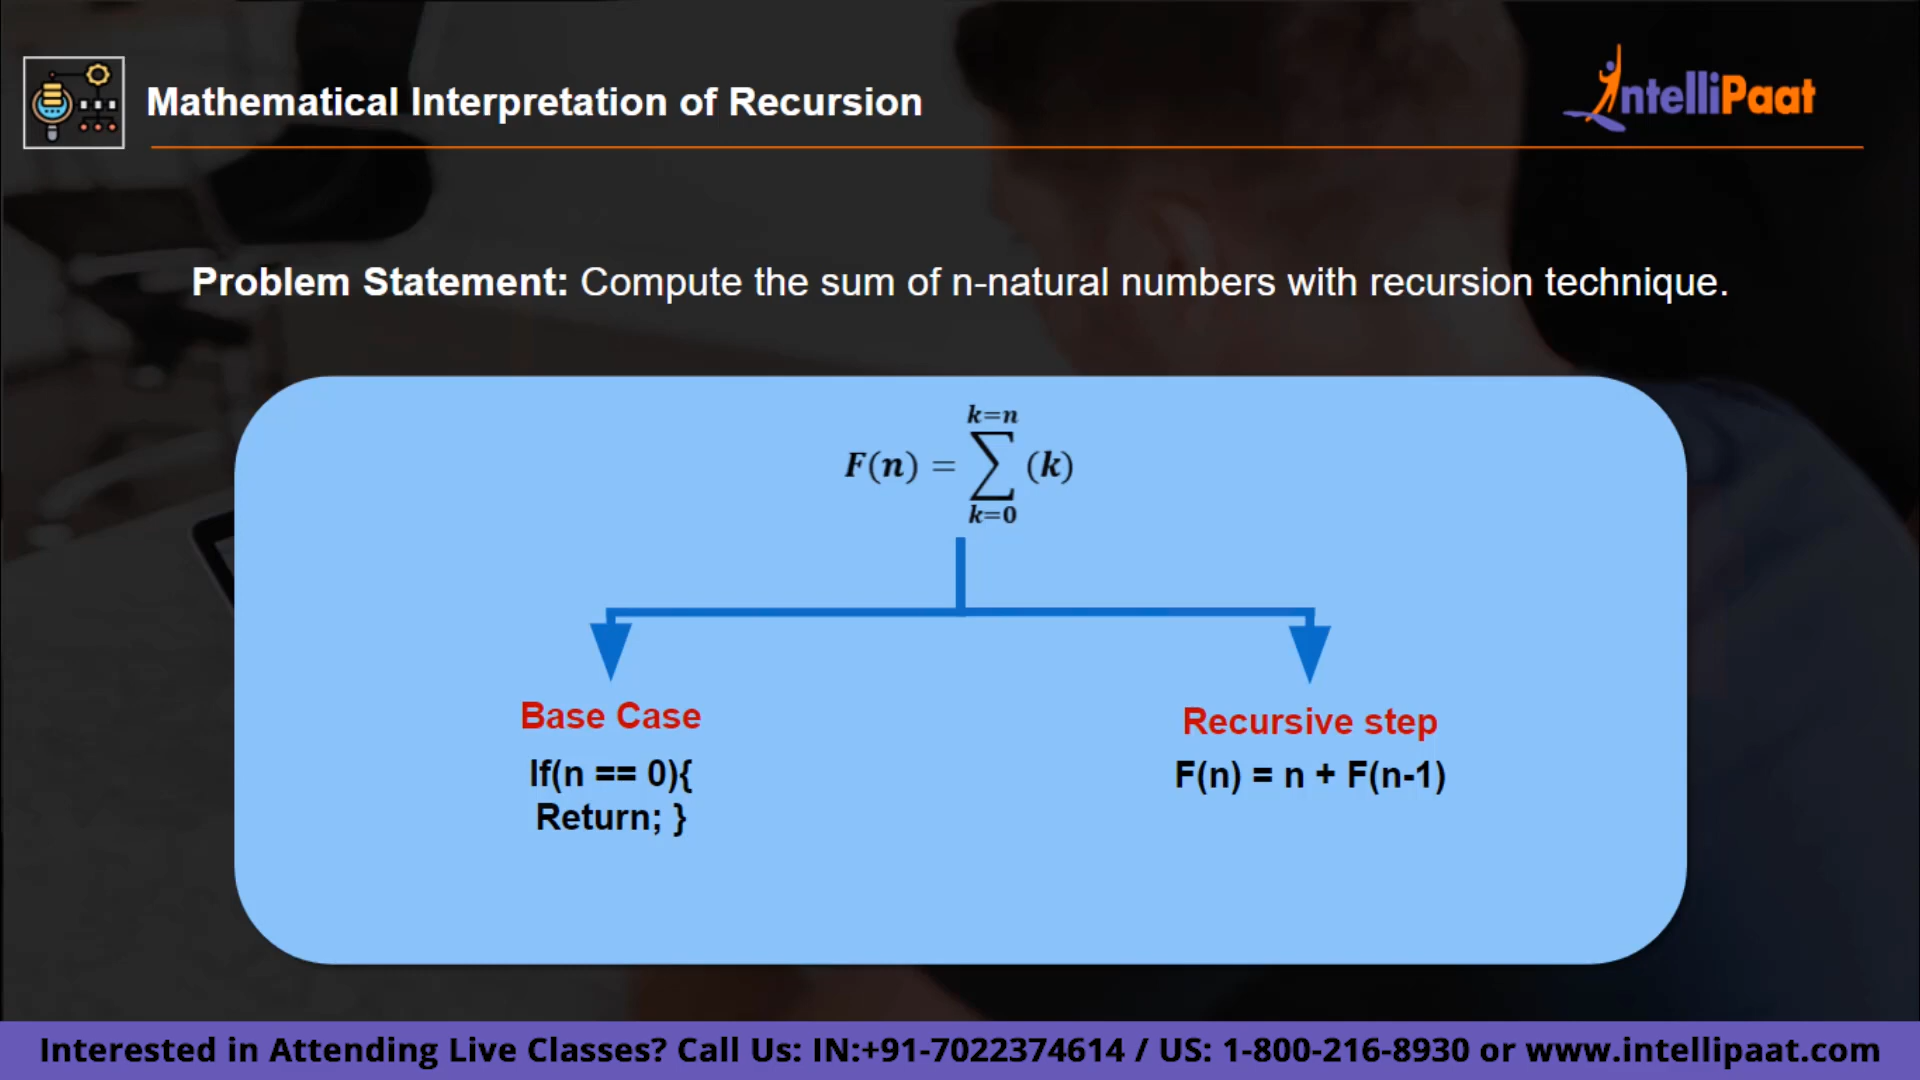 Mathematical Interpretation of Recursion
IntelliPaat
Problem Statement: Compute the sum of n-natural numbers with recursion technique.
k=n
F(n) = ∑ (k)
k=0
Base Case
If(n == 0){
Return; }
Recursive step
F(n) = n + F(n-1)
Interested in Attending Live Classes? Call Us: IN:+91-7022374614 / US: 1-800-216-8930 or www.intellipaat.com